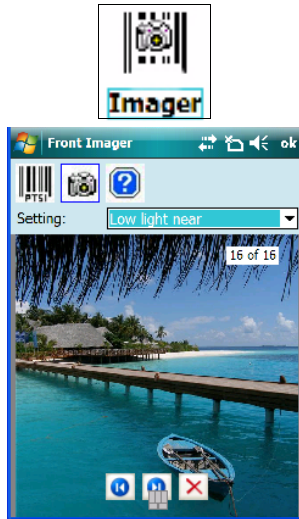 Imager
Front Imager
ok
PTSI
Setting:
Low light near
16 of 16